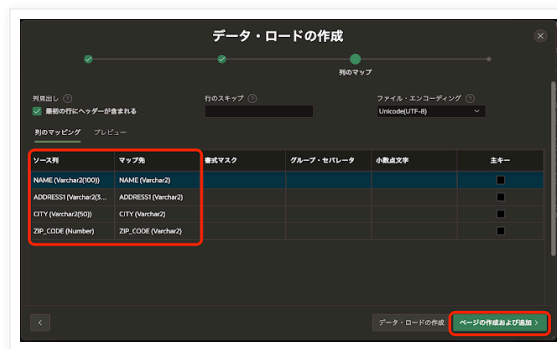 データ・ロードの作成
列のマップ
列見出し
行のスキップ
ファイル・エンコーディング
最初の行にヘッダーが含まれる
Unicode(UTF-8)
列のマッピング プレビュー
ソース列 マップ先 書式マスク グループ・セパレータ 小数点文字 主キー
NAME (Varchar2(100)) NAME (Varchar2)
ADDRESS1 (Varchar2(3... ADDRESS1 (Varchar2)
CITY (Varchar2(50)) CITY (Varchar2)
ZIP_CODE (Number) ZIP_CODE (Varchar2)
データ・ロードの作成 ページの作成および追加